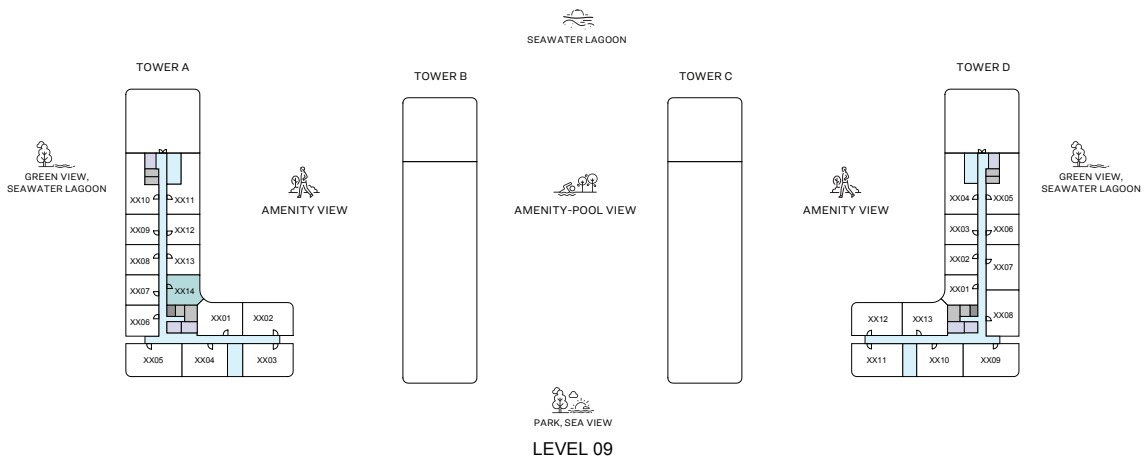 SEAWATER LAGOON
TOWER A
TOWER B
TOWER C
TOWER D
GREEN VIEW,
SEAWATER LAGOON
AMENITY VIEW
AMENITY-POOL VIEW
AMENITY VIEW
GREEN VIEW,
SEAWATER LAGOON
XX10 XX11
XX09 XX12
XX08 XX13
XX07 XX14
XX06 XX01 XX02
XX05 XX04 XX03
XX04 XX05
XX03 XX06
XX02 XX07
XX01
XX12 XX13 XX08
XX11 XX10 XX09
PARK, SEA VIEW
LEVEL 09